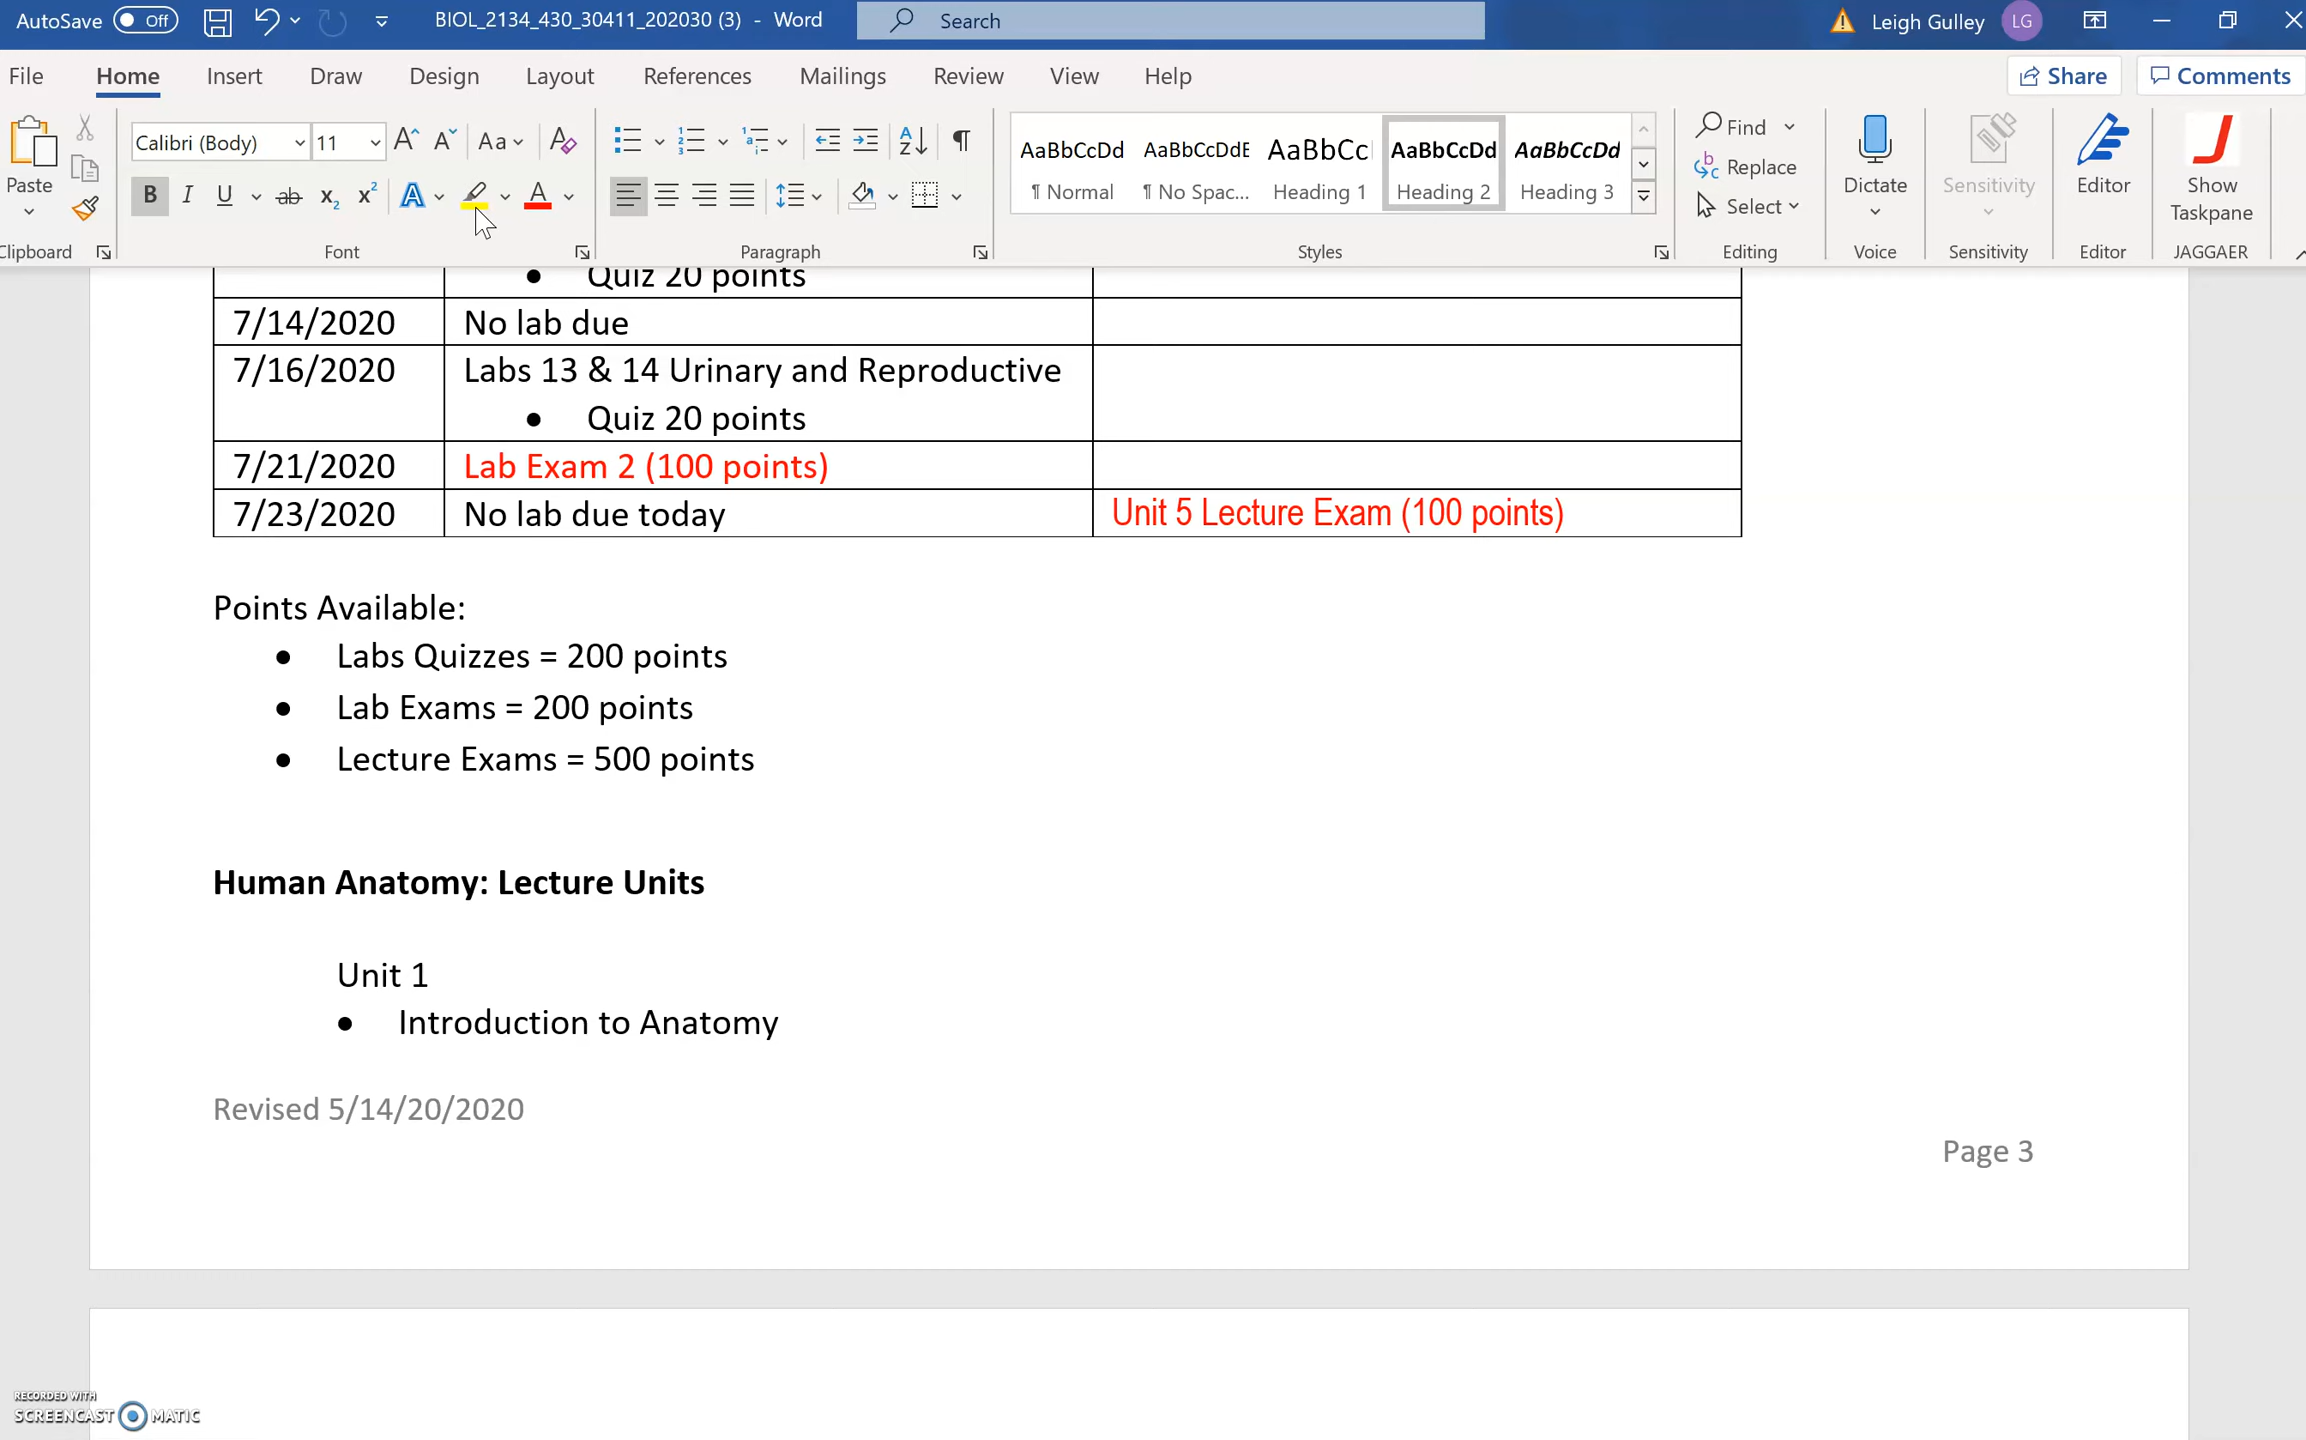 AutoSave Off BIOL_2134_430_30411_202030 (3) - Word Search Leigh Gulley LG
File Home Insert Draw Design Layout References Mailings Review View Help Share Comments
Calibri (Body) 11 Aa
AaBbCcDd AaBbCcDdE AaBbCc AaBbCcDd AaBbCcDd
Find
Replace
Select
Paste
B I U ab x₂ x² A A
¶ Normal ¶ No Spac... Heading 1 Heading 2 Heading 3
Dictate Sensitivity Editor Show Taskpane
Clipboard Font Paragraph Styles Editing Voice Sensitivity Editor JAGGAER
• Quiz 20 points
7/14/2020 No lab due
7/16/2020 Labs 13 & 14 Urinary and Reproductive
• Quiz 20 points
7/21/2020 Lab Exam 2 (100 points)
7/23/2020 No lab due today Unit 5 Lecture Exam (100 points)
Points Available:
• Labs Quizzes = 200 points
• Lab Exams = 200 points
• Lecture Exams = 500 points
Human Anatomy: Lecture Units
Unit 1
• Introduction to Anatomy
Revised 5/14/20/2020
Page 3
RECORDED WITH
SCREENCAST MATIC